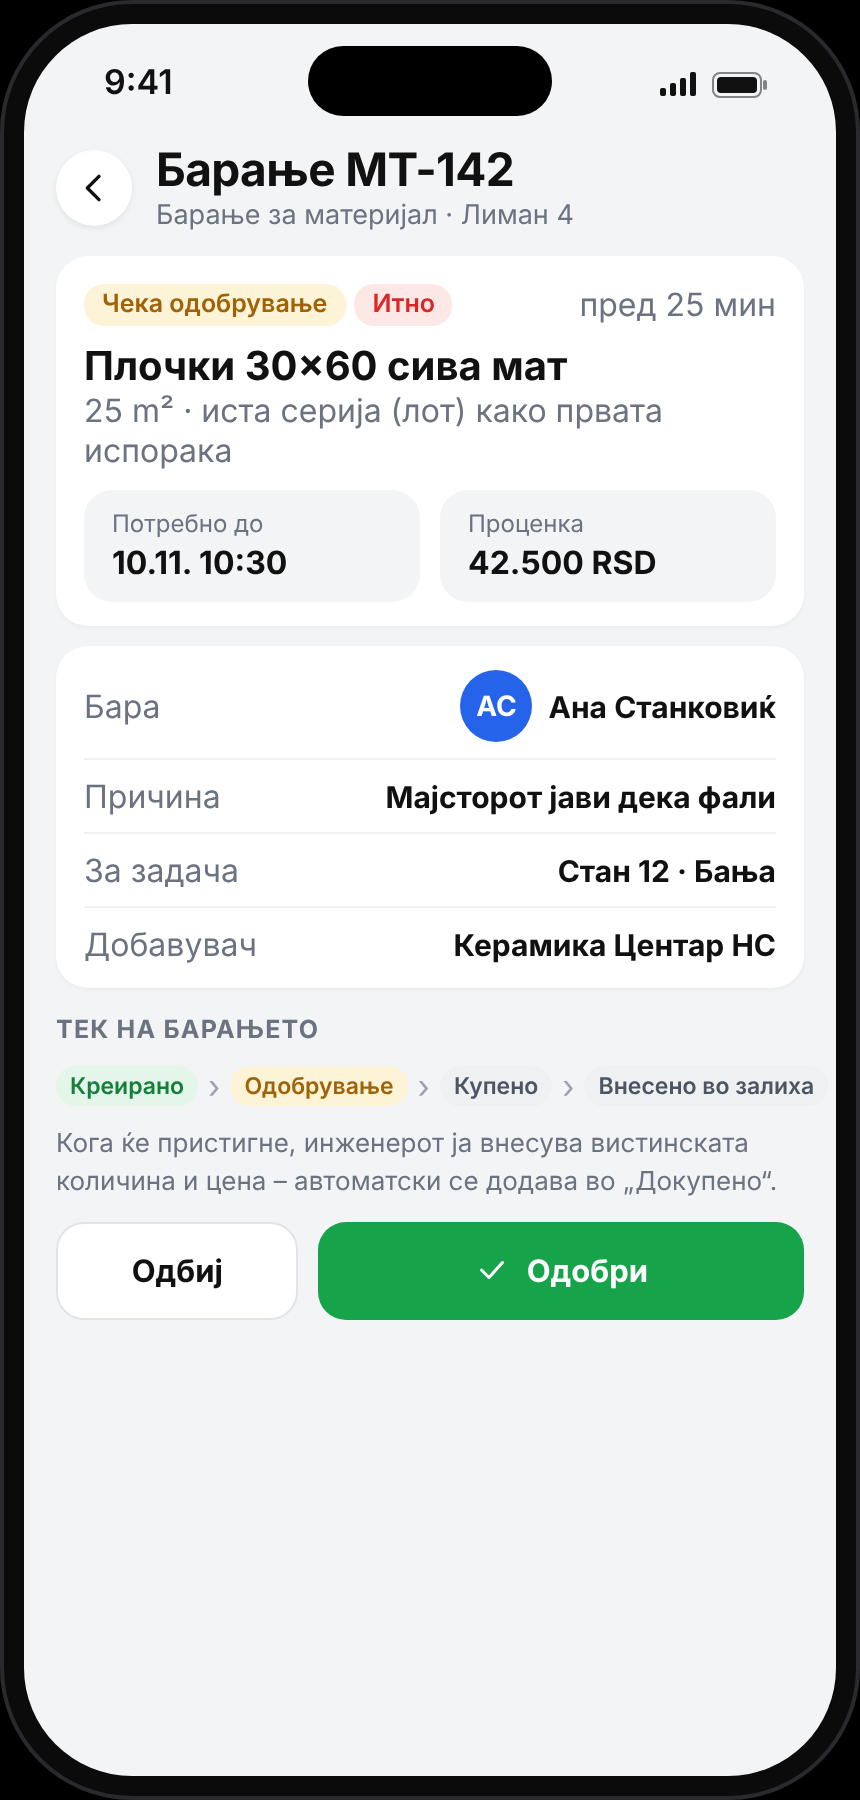 9:41
Барање МТ-142
Барање за материјал · Лиман 4
Чека одобрување Итно пред 25 мин
Плочки 30×60 сива мат
25 m² · иста серија (лот) како првата
испорака
Потребно до Проценка
10.11. 10:30 42.500 RSD
Бара АС Ана Станковиќ
Причина Мајсторот јави дека фали
За задача Стан 12 · Бања
Добавувач Керамика Центар НС
ТЕК НА БАРАЊЕТО
Креирано › Одобрување › Купено › Внесено во залиха
Кога ќе пристигне, инженерот ја внесува вистинската
количина и цена – автоматски се додава во „Докупено“.
Одбиј Одобри